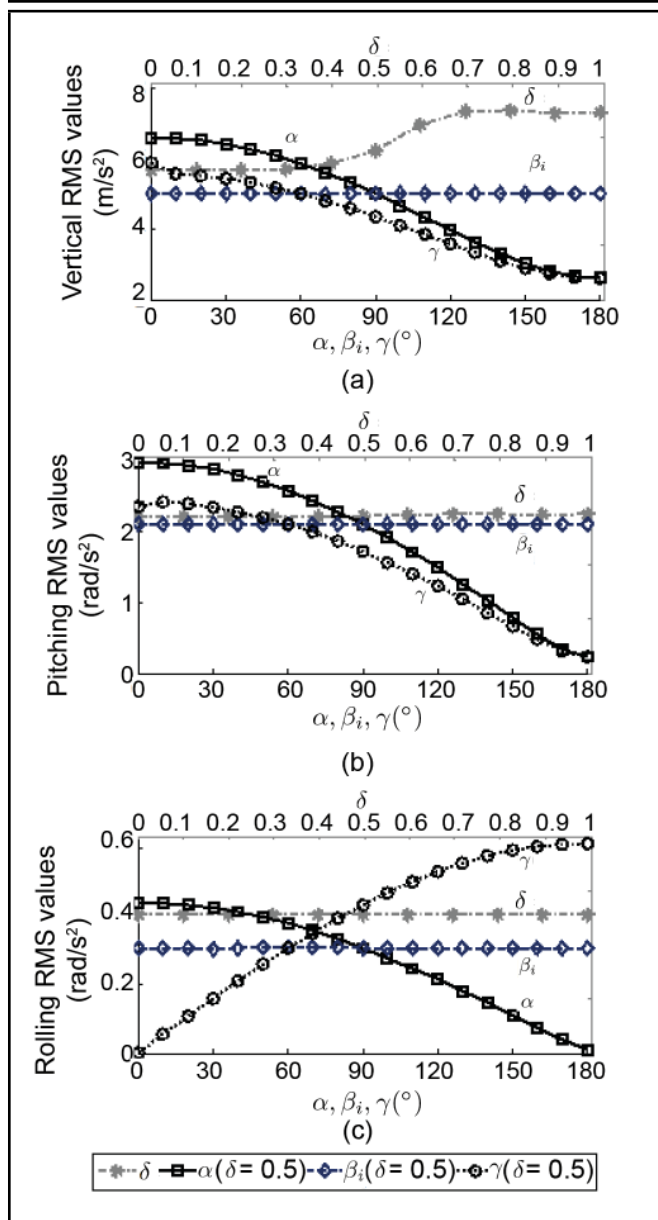 δ
0 0.1 0.2 0.3 0.4 0.5 0.6 0.7 0.8 0.9 1
8
6
4
2
Vertical RMS values
(m/s²)
α
δ
βᵢ
γ
0 30 60 90 120 150 180
α, βᵢ, γ(°)
(a)
δ
0 0.1 0.2 0.3 0.4 0.5 0.6 0.7 0.8 0.9 1
3
2
1
0
Pitching RMS values
(rad/s²)
α
δ
βᵢ
γ
0 30 60 90 120 150 180
α, βᵢ, γ(°)
(b)
δ
0 0.1 0.2 0.3 0.4 0.5 0.6 0.7 0.8 0.9 1
0.6
0.4
0.2
0
Rolling RMS values
(rad/s²)
γ
δ
βᵢ
α
0 30 60 90 120 150 180
α, βᵢ, γ(°)
(c)
δ α(δ= 0.5) βᵢ(δ= 0.5) γ(δ= 0.5)